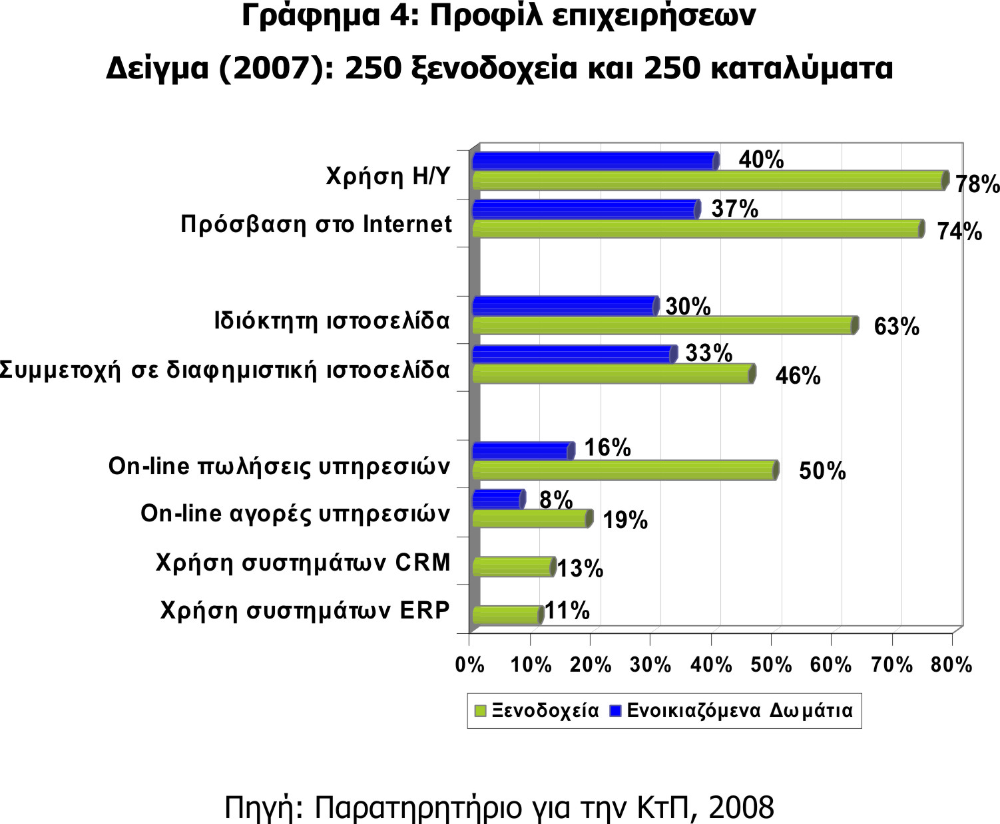 Γράφημα 4: Προφίλ επιχειρήσεων
Δείγμα (2007): 250 ξενοδοχεία και 250 καταλύματα
Χρήση Η/Υ
40%
78%
Πρόσβαση στο Internet
37%
74%
Ιδιόκτητη ιστοσελίδα
30%
63%
Συμμετοχή σε διαφημιστική ιστοσελίδα
33%
46%
On-line πωλήσεις υπηρεσιών
16%
50%
On-line αγορές υπηρεσιών
8%
19%
Χρήση συστημάτων CRM
13%
Χρήση συστημάτων ERP
11%
0% 10% 20% 30% 40% 50% 60% 70% 80%
Ξενοδοχεία Ενοικιαζόμενα Δωμάτια
Πηγή: Παρατηρητήριο για την ΚτΠ, 2008